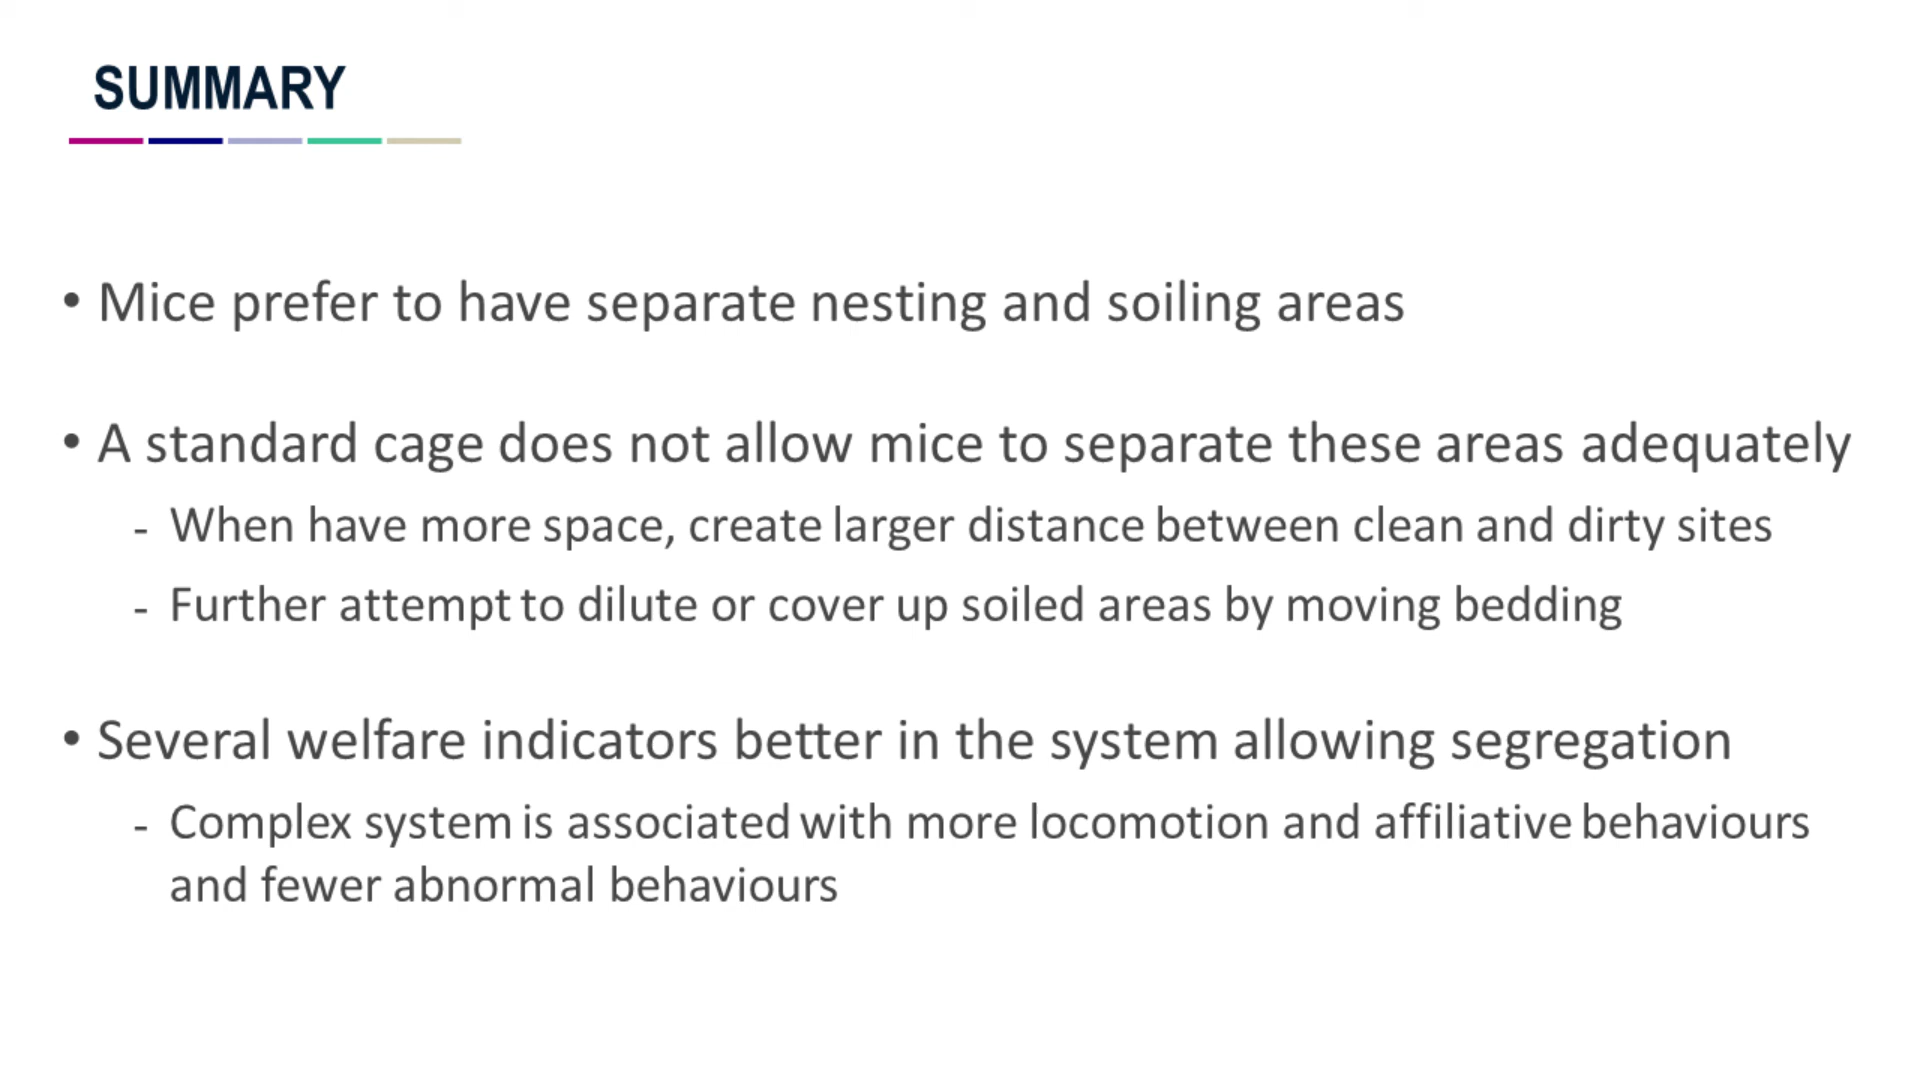 SUMMARY
• Mice prefer to have separate nesting and soiling areas
• A standard cage does not allow mice to separate these areas adequately
- When have more space, create larger distance between clean and dirty sites
- Further attempt to dilute or cover up soiled areas by moving bedding
• Several welfare indicators better in the system allowing segregation
- Complex system is associated with more locomotion and affiliative behaviours
and fewer abnormal behaviours